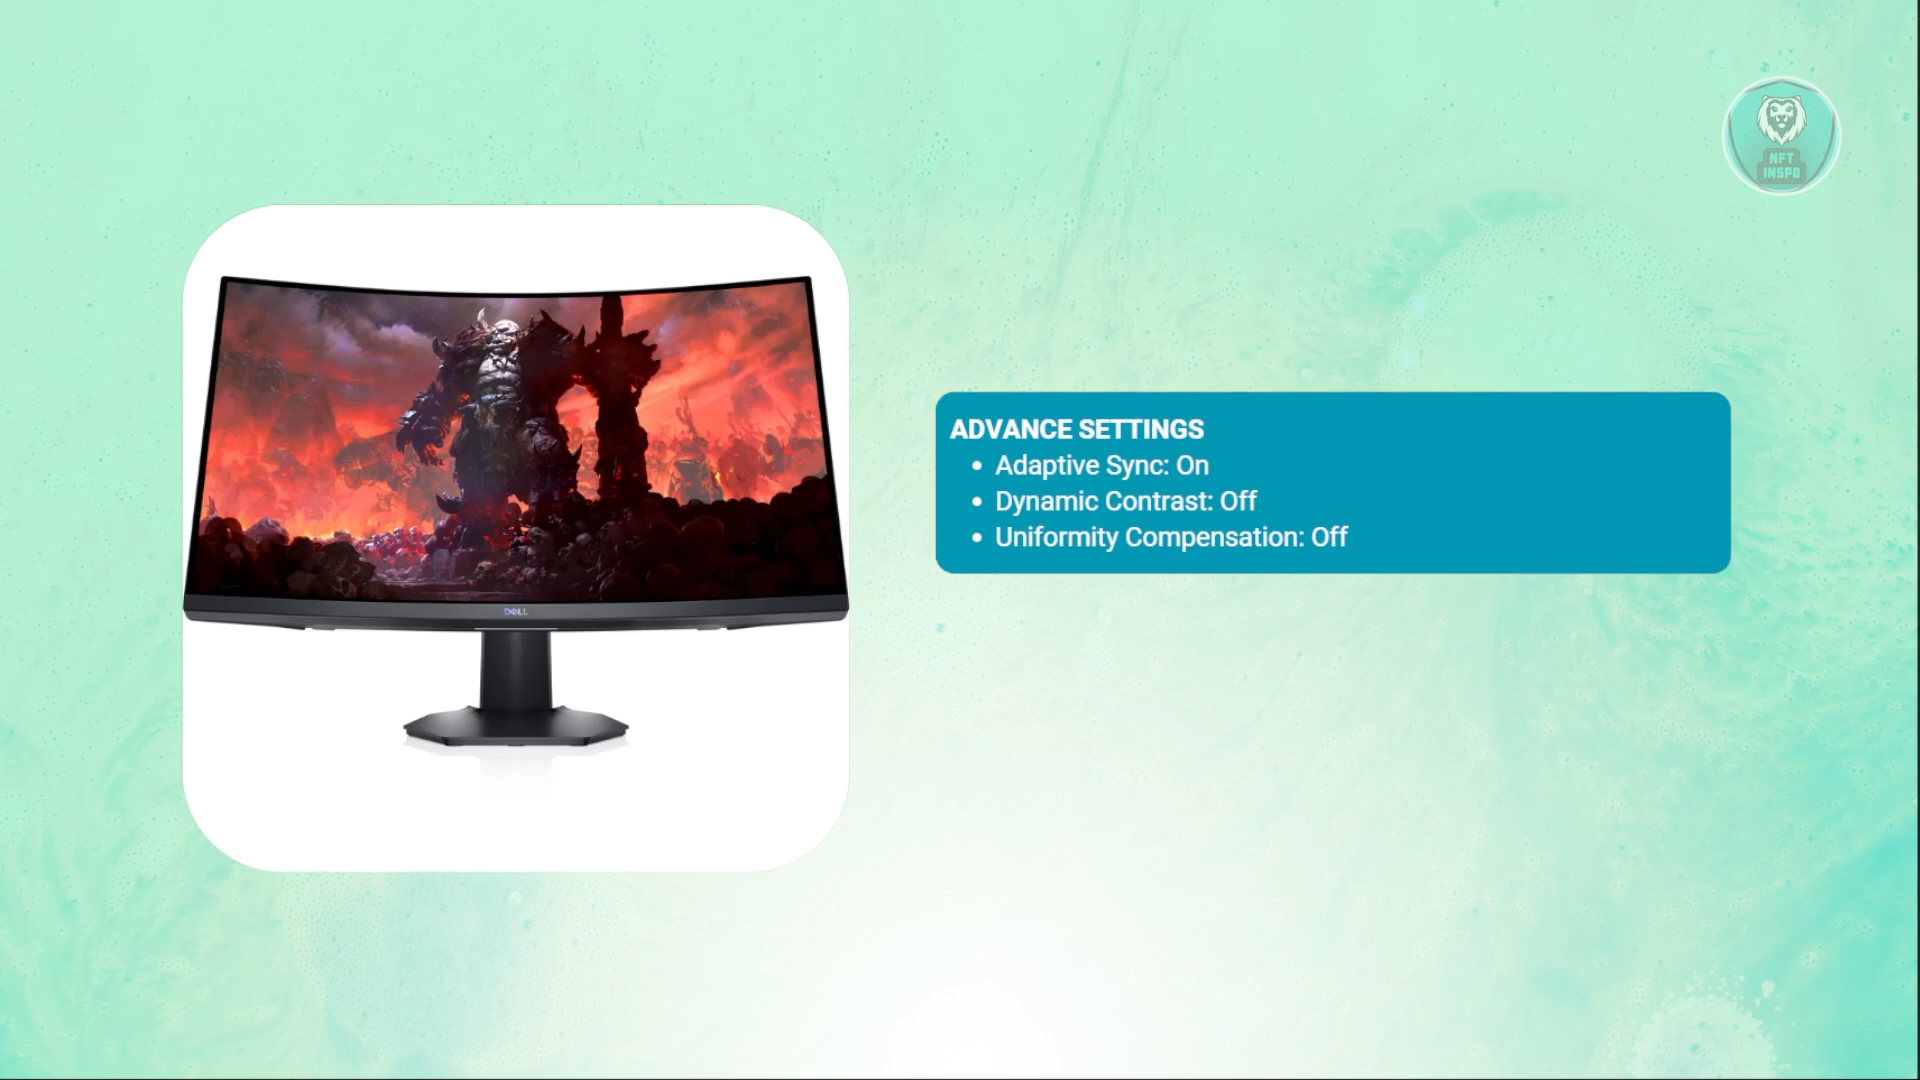 NFT
INSPO
ADVANCE SETTINGS
• Adaptive Sync: On
• Dynamic Contrast: Off
• Uniformity Compensation: Off
DELL